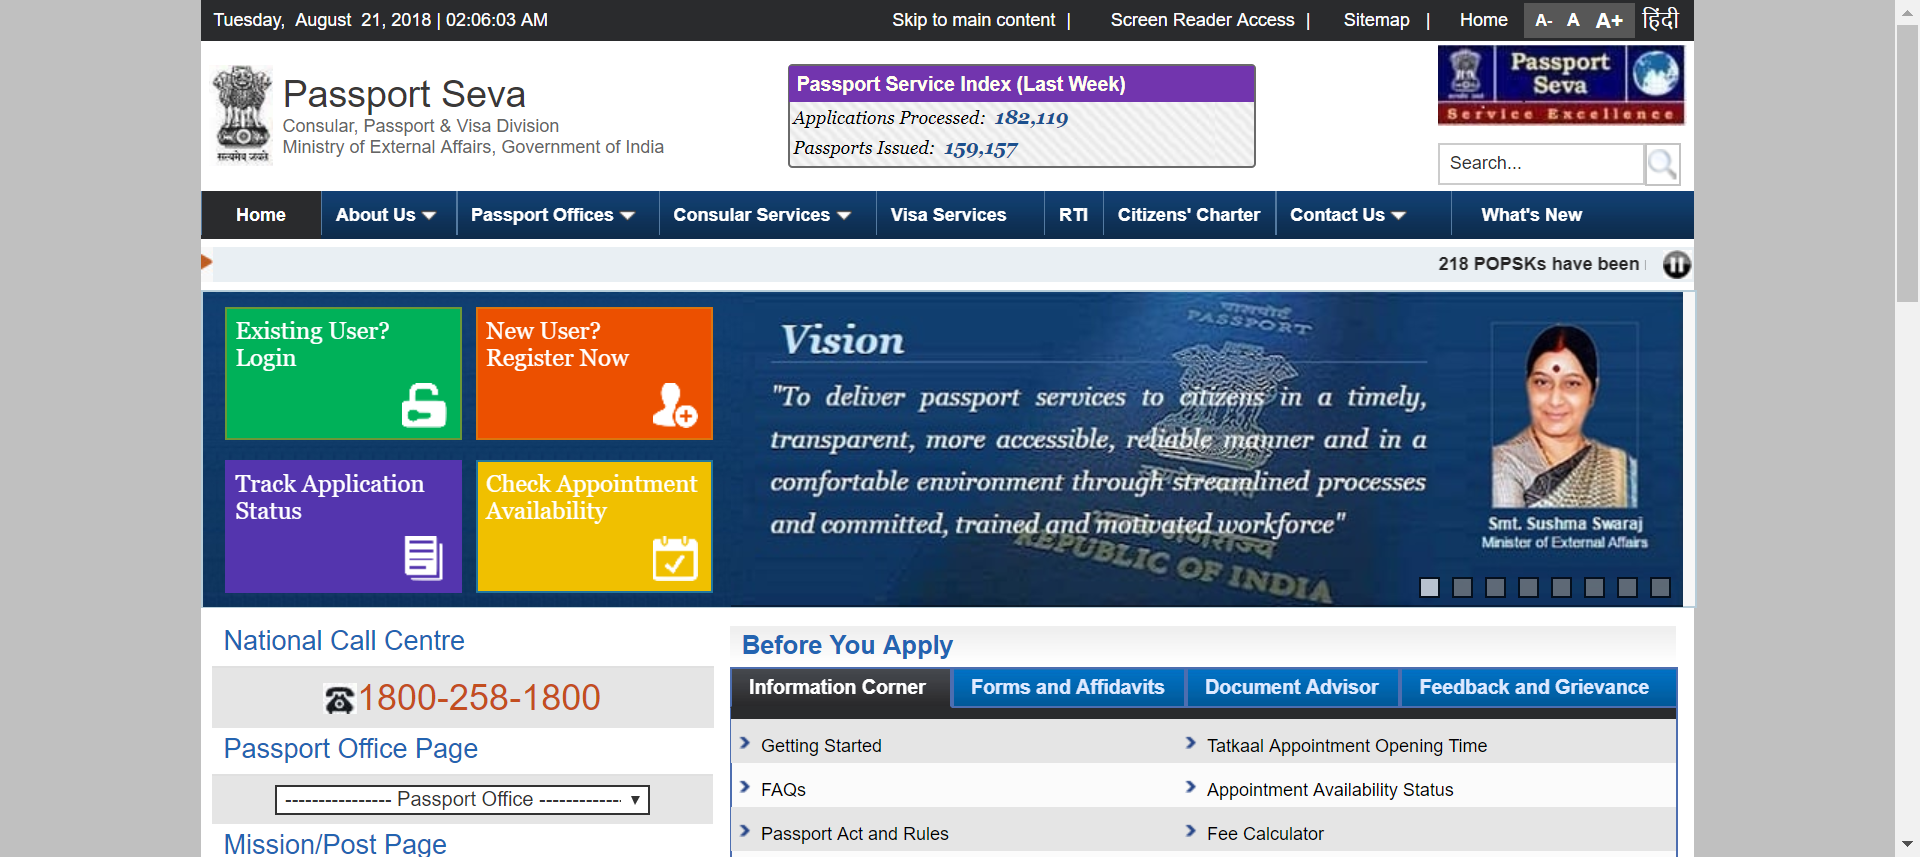 Tuesday, August 21, 2018 | 02:06:03 AM
Skip to main content |
Screen Reader Access |
Sitemap |
Home
A- A A+
हिंदी
सत्यमेव जयते
Passport Seva
Consular, Passport & Visa Division
Ministry of External Affairs, Government of India
Passport Service Index (Last Week)
Applications Processed: 182,119
Passports Issued: 159,157
Passport
Seva
Service Excellence
Search...
Home
About Us
Passport Offices
Consular Services
Visa Services
RTI
Citizens' Charter
Contact Us
What's New
218 POPSKs have been
Existing User?
Login
New User?
Register Now
Track Application
Status
Check Appointment
Availability
PASSPORT
Vision
"To deliver passport services to citizens in a timely,
transparent, more accessible, reliable manner and in a
comfortable environment through streamlined processes
and committed, trained and motivated workforce"
REPUBLIC OF INDIA
Smt. Sushma Swaraj
Minister of External Affairs
National Call Centre
1800-258-1800
Passport Office Page
---------------- Passport Office -------------
Mission/Post Page
Before You Apply
Information Corner
Forms and Affidavits
Document Advisor
Feedback and Grievance
Getting Started
Tatkaal Appointment Opening Time
FAQs
Appointment Availability Status
Passport Act and Rules
Fee Calculator